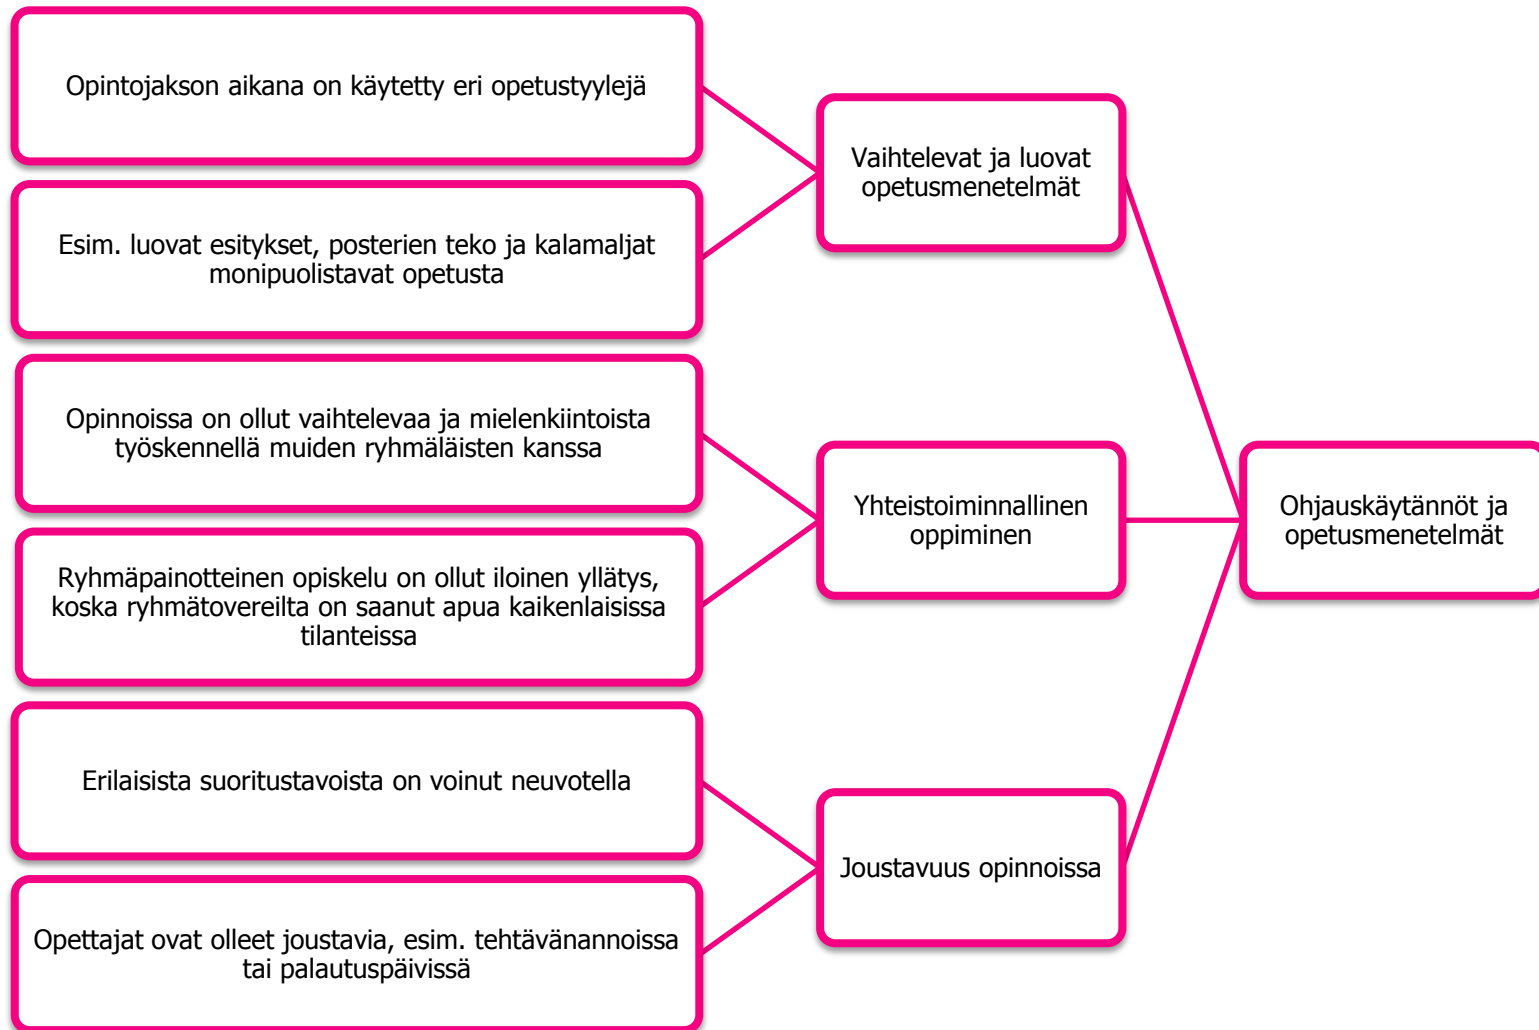 Opintojakson aikana on käytetty eri opetustyylejä
Esim. luovat esitykset, posterien teko ja kalamaljat
monipuolistavat opetusta
Opinnoissa on ollut vaihtelevaa ja mielenkiintoista
työskennellä muiden ryhmäläisten kanssa
Ryhmäpainotteinen opiskelu on ollut iloinen yllätys,
koska ryhmätovereilta on saanut apua kaikenlaisissa
tilanteissa
Erilaisista suoritustavoista on voinut neuvotella
Opettajat ovat olleet joustavia, esim. tehtävänannoissa
tai palautuspäivissä
Vaihtelevat ja luovat
opetusmenetelmät
Yhteistoiminnallinen
oppiminen
Joustavuus opinnoissa
Ohjauskäytännöt ja
opetusmenetelmät